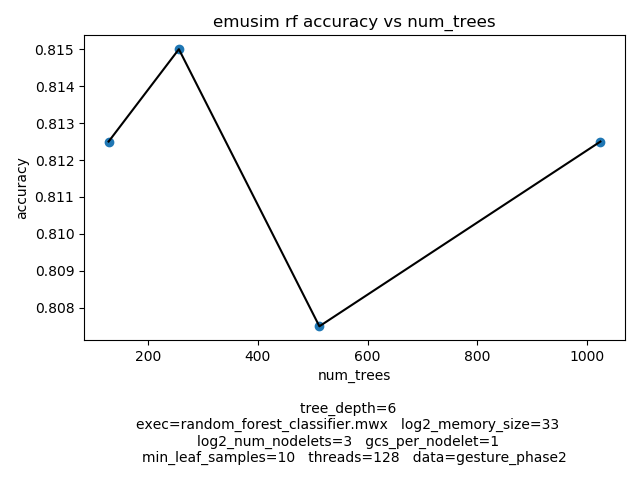 emusim rf accuracy vs num_trees
0.815
0.814
0.813
0.812
0.811
0.810
0.809
0.808
accuracy
200 400 600 800 1000
num_trees
tree_depth=6
exec=random_forest_classifier.mwx log2_memory_size=33
log2_num_nodelets=3 gcs_per_nodelet=1
min_leaf_samples=10 threads=128 data=gesture_phase2